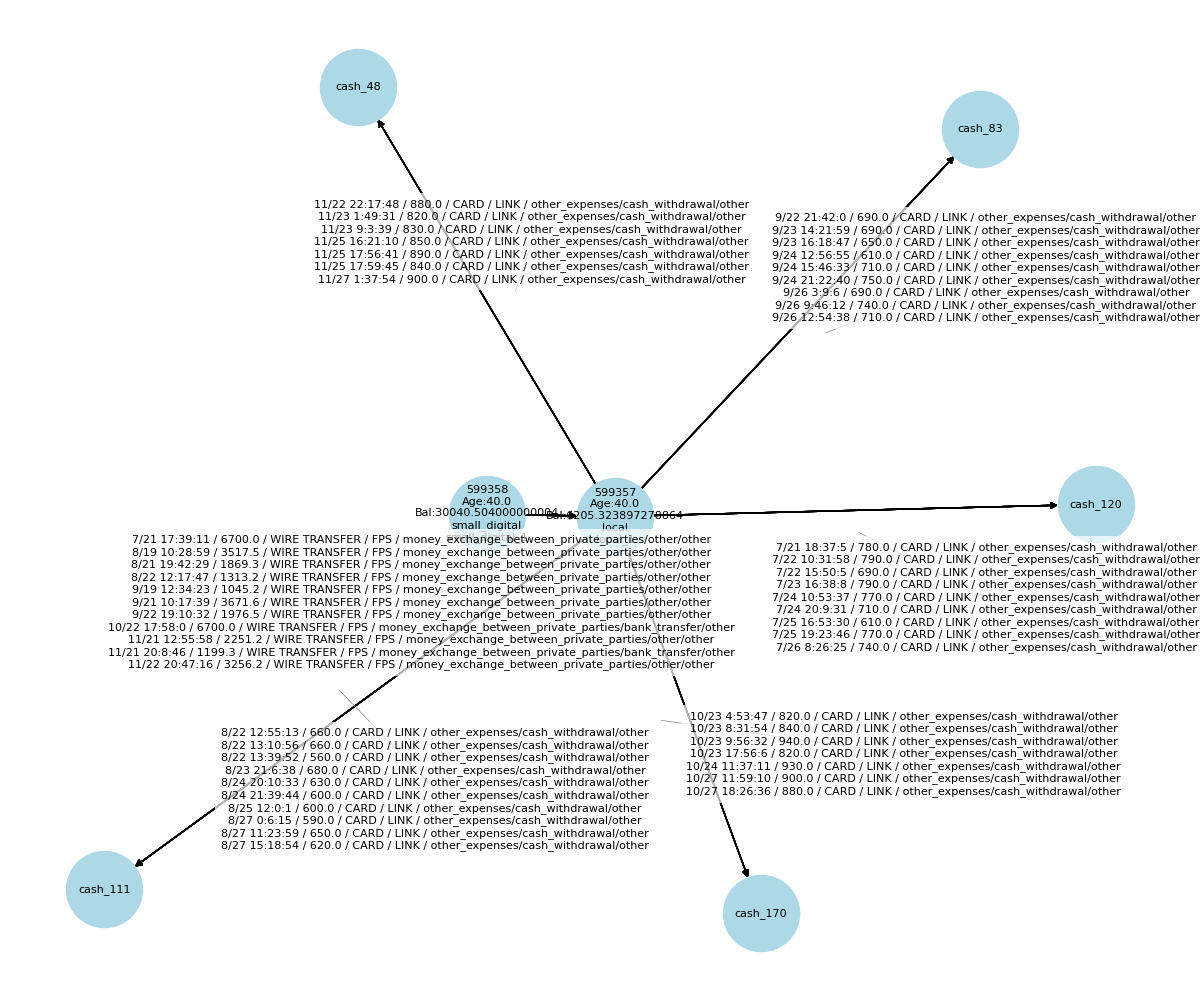 cash_48
cash_83
11/22 22:17:48 / 880.0 / CARD / LINK / other_expenses/cash_withdrawal/other
11/23 1:49:31 / 820.0 / CARD / LINK / other_expenses/cash_withdrawal/other
11/23 9:3:39 / 830.0 / CARD / LINK / other_expenses/cash_withdrawal/other
11/25 16:21:10 / 850.0 / CARD / LINK / other_expenses/cash_withdrawal/other
11/25 17:56:41 / 890.0 / CARD / LINK / other_expenses/cash_withdrawal/other
11/25 17:59:45 / 840.0 / CARD / LINK / other_expenses/cash_withdrawal/other
11/27 1:37:54 / 900.0 / CARD / LINK / other_expenses/cash_withdrawal/other
9/22 21:42:0 / 690.0 / CARD / LINK / other_expenses/cash_withdrawal/other
9/23 14:21:59 / 690.0 / CARD / LINK / other_expenses/cash_withdrawal/other
9/23 16:18:47 / 650.0 / CARD / LINK / other_expenses/cash_withdrawal/other
9/24 12:56:55 / 610.0 / CARD / LINK / other_expenses/cash_withdrawal/other
9/24 15:46:33 / 710.0 / CARD / LINK / other_expenses/cash_withdrawal/other
9/24 21:22:40 / 750.0 / CARD / LINK / other_expenses/cash_withdrawal/other
9/26 3:9:6 / 690.0 / CARD / LINK / other_expenses/cash_withdrawal/other
9/26 9:46:12 / 740.0 / CARD / LINK / other_expenses/cash_withdrawal/other
9/26 12:54:38 / 710.0 / CARD / LINK / other_expenses/cash_withdrawal/other
599358
Age:40.0
Bal:30040.504000000004
small_digital
599357
Age:40.0
local
cash_120
7/21 17:39:11 / 6700.0 / WIRE TRANSFER / FPS / money_exchange_between_private_parties/other/other
8/19 10:28:59 / 3517.5 / WIRE TRANSFER / FPS / money_exchange_between_private_parties/other/other
8/21 19:42:29 / 1869.3 / WIRE TRANSFER / FPS / money_exchange_between_private_parties/other/other
8/22 12:17:47 / 1313.2 / WIRE TRANSFER / FPS / money_exchange_between_private_parties/other/other
9/19 12:34:23 / 1045.2 / WIRE TRANSFER / FPS / money_exchange_between_private_parties/other/other
9/21 10:17:39 / 3671.6 / WIRE TRANSFER / FPS / money_exchange_between_private_parties/other/other
9/22 19:10:32 / 1976.5 / WIRE TRANSFER / FPS / money_exchange_between_private_parties/other/other
10/22 17:58:0 / 6700.0 / WIRE TRANSFER / FPS / money_exchange_between_private_parties/bank_transfer/other
11/21 12:55:58 / 2251.2 / WIRE TRANSFER / FPS / money_exchange_between_private_parties/other/other
11/21 20:8:46 / 1199.3 / WIRE TRANSFER / FPS / money_exchange_between_private_parties/bank_transfer/other
11/22 20:47:16 / 3256.2 / WIRE TRANSFER / FPS / money_exchange_between_private_parties/other/other
7/21 18:37:5 / 780.0 / CARD / LINK / other_expenses/cash_withdrawal/other
7/22 10:31:58 / 790.0 / CARD / LINK / other_expenses/cash_withdrawal/other
7/22 15:50:5 / 690.0 / CARD / LINK / other_expenses/cash_withdrawal/other
7/23 16:38:8 / 790.0 / CARD / LINK / other_expenses/cash_withdrawal/other
7/24 10:53:37 / 770.0 / CARD / LINK / other_expenses/cash_withdrawal/other
7/24 20:9:31 / 710.0 / CARD / LINK / other_expenses/cash_withdrawal/other
7/25 16:53:30 / 610.0 / CARD / LINK / other_expenses/cash_withdrawal/other
7/25 19:23:46 / 770.0 / CARD / LINK / other_expenses/cash_withdrawal/other
7/26 8:26:25 / 740.0 / CARD / LINK / other_expenses/cash_withdrawal/other
8/22 12:55:13 / 660.0 / CARD / LINK / other_expenses/cash_withdrawal/other
8/22 13:10:56 / 660.0 / CARD / LINK / other_expenses/cash_withdrawal/other
8/22 13:39:52 / 560.0 / CARD / LINK / other_expenses/cash_withdrawal/other
8/23 21:6:38 / 680.0 / CARD / LINK / other_expenses/cash_withdrawal/other
8/24 20:10:33 / 630.0 / CARD / LINK / other_expenses/cash_withdrawal/other
8/24 21:39:44 / 600.0 / CARD / LINK / other_expenses/cash_withdrawal/other
8/25 12:0:1 / 600.0 / CARD / LINK / other_expenses/cash_withdrawal/other
8/27 0:6:15 / 590.0 / CARD / LINK / other_expenses/cash_withdrawal/other
8/27 11:23:59 / 650.0 / CARD / LINK / other_expenses/cash_withdrawal/other
8/27 15:18:54 / 620.0 / CARD / LINK / other_expenses/cash_withdrawal/other
10/23 4:53:47 / 820.0 / CARD / LINK / other_expenses/cash_withdrawal/other
10/23 8:31:54 / 840.0 / CARD / LINK / other_expenses/cash_withdrawal/other
10/23 9:56:32 / 940.0 / CARD / LINK / other_expenses/cash_withdrawal/other
10/23 17:56:6 / 820.0 / CARD / LINK / other_expenses/cash_withdrawal/other
10/24 11:37:11 / 930.0 / CARD / LINK / other_expenses/cash_withdrawal/other
10/27 11:59:10 / 900.0 / CARD / LINK / other_expenses/cash_withdrawal/other
10/27 18:26:36 / 880.0 / CARD / LINK / other_expenses/cash_withdrawal/other
cash_111
cash_170